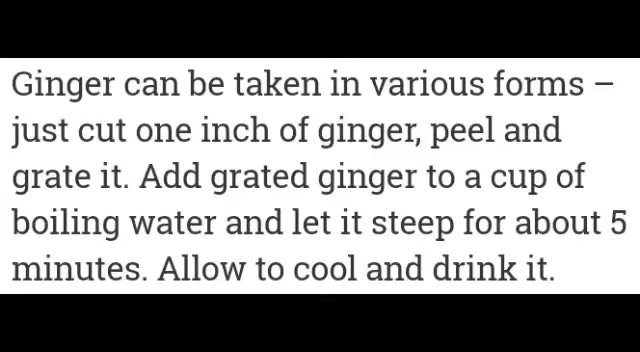 Ginger can be taken in various forms –
just cut one inch of ginger, peel and
grate it. Add grated ginger to a cup of
boiling water and let it steep for about 5
minutes. Allow to cool and drink it.